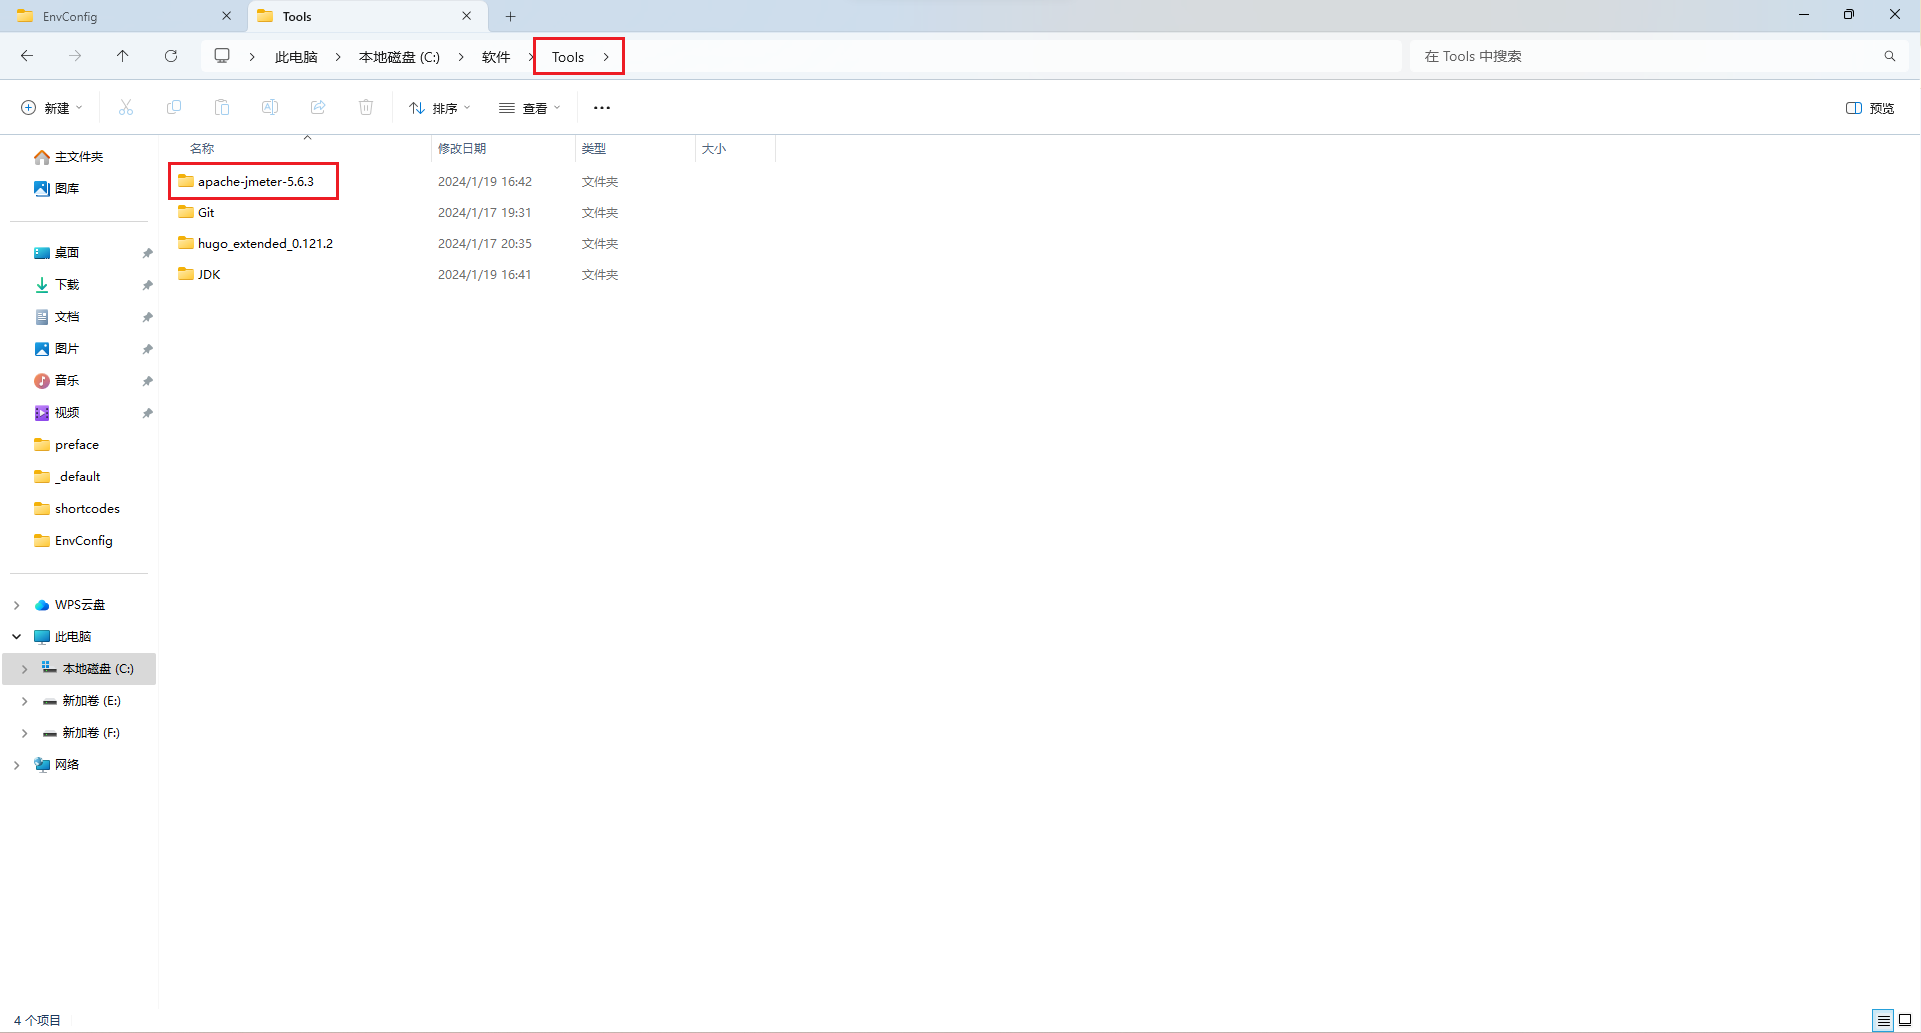 EnvConfig
Tools
此电脑
本地磁盘 (C:)
软件
Tools
在 Tools 中搜索
新建
排序
查看
预览
名称 修改日期 类型 大小
apache-jmeter-5.6.3 2024/1/19 16:42 文件夹
Git 2024/1/17 19:31 文件夹
hugo_extended_0.121.2 2024/1/17 20:35 文件夹
JDK 2024/1/19 16:41 文件夹
主文件夹
图库
桌面
下载
文档
图片
音乐
视频
preface
_default
shortcodes
EnvConfig
WPS云盘
此电脑
本地磁盘 (C:)
新加卷 (E:)
新加卷 (F:)
网络
4 个项目